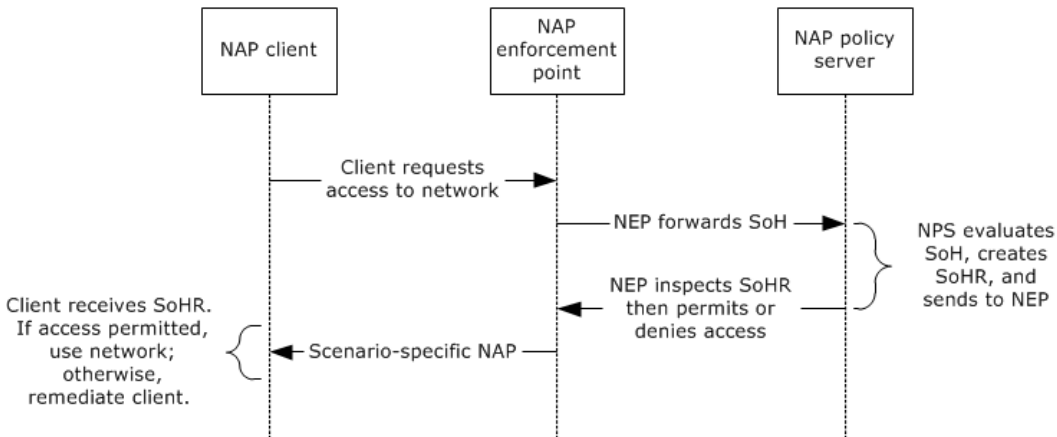 NAP client
NAP
enforcement
point
NAP policy
server
Client requests
access to network
NEP forwards SoH
NPS evaluates
SoH, creates
SoHR, and
sends to NEP
NEP inspects SoHR
then permits or
denies access
Client receives SoHR.
If access permitted,
use network;
otherwise,
remediate client.
Scenario-specific NAP